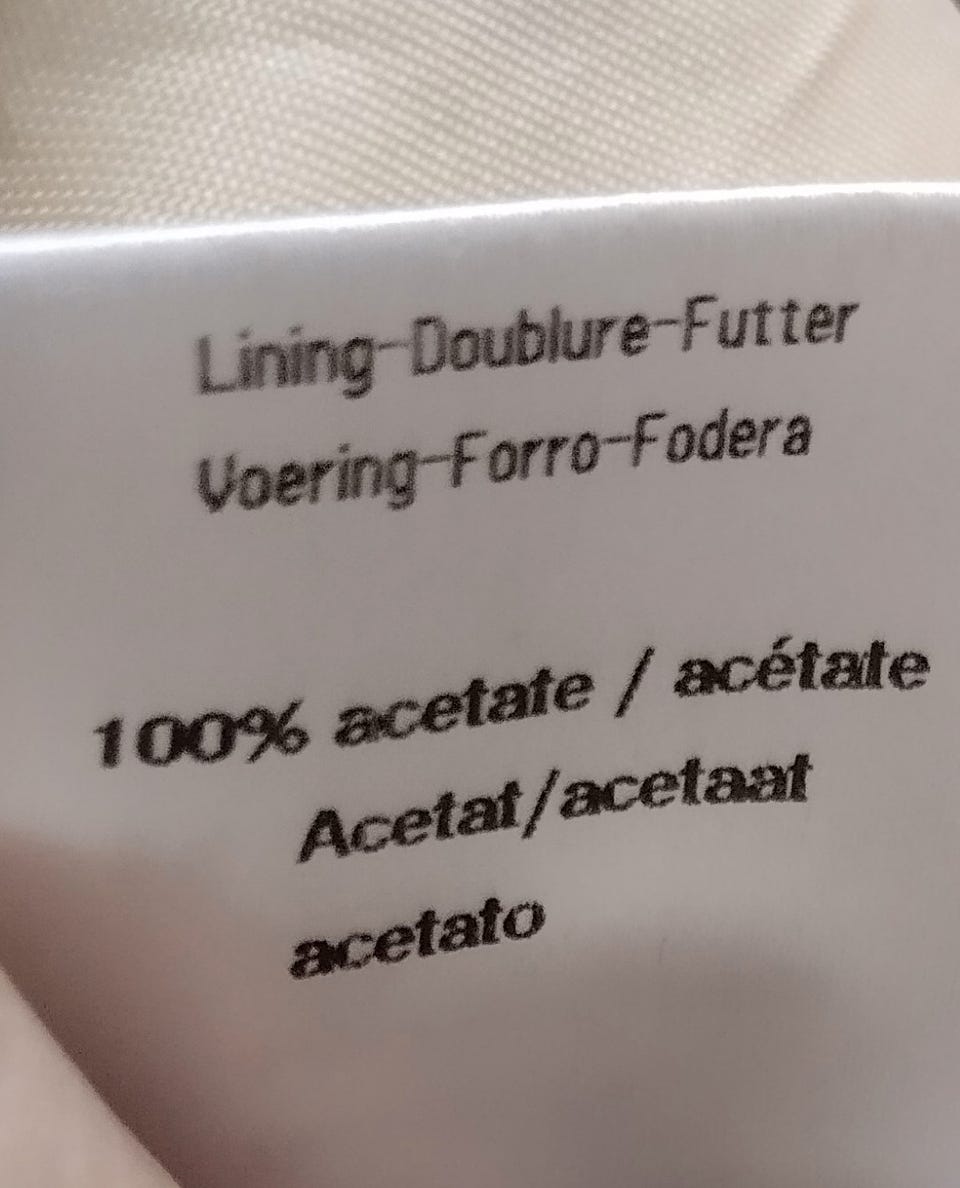 Lining-Doublure-Futter
Voering-Forro-Fodera
100% acetate / acétate
Acetat/acetaat
acetato